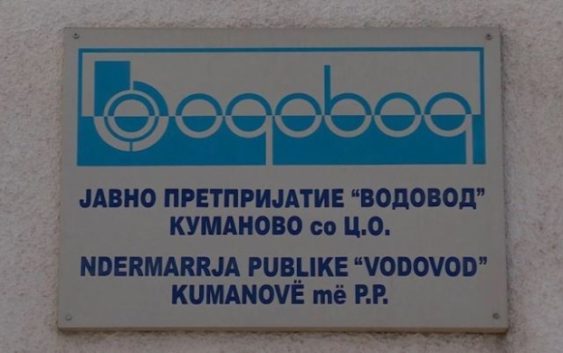 водовод
ЈАВНО ПРЕТПРИЈАТИЕ “ВОДОВОД”
КУМАНОВО со Ц.О.
NDERMARRJA PUBLIKE “VODOVOD”
KUMANOVË më P.P.